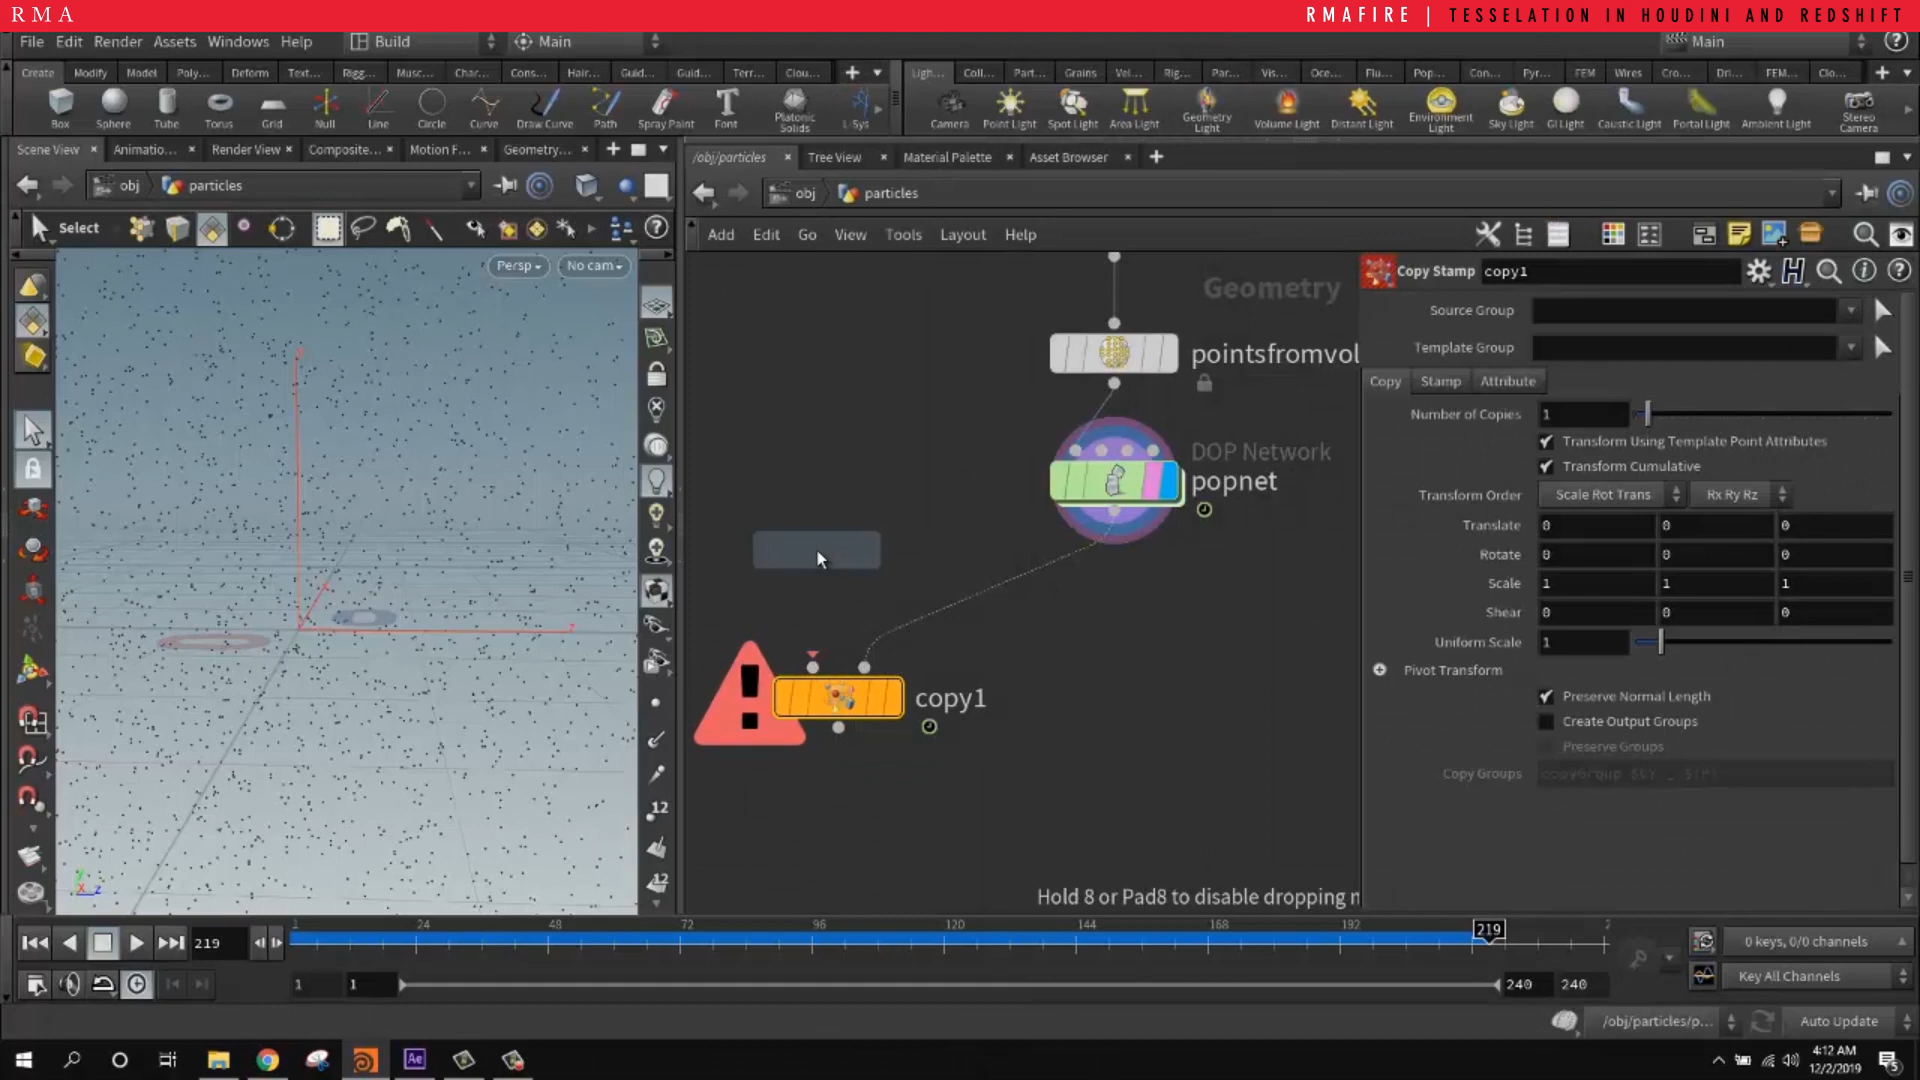 RMA
RMAFIRE | TESSELATION IN HOUDINI AND REDSHIFT
File Edit Render Assets Windows Help Build Main Main
Create Modify Model Poly... Deform Text... Rigg... Musc... Char... Cons... Hair... Guid... Guid... Terr... Clou...
Ligh... Coll... Part... Grains Vel... Rig... Par... Vis... Oce... Flu... Pop... Con... Pyr... FEM Wires Cro... Dri... FEM... Clo...
Box Sphere Tube Torus Grid Null Line Circle Curve Draw Curve Path Spray Paint Font Platonic Solids L-Sys
Camera Point Light Spot Light Area Light Geometry Light Volume Light Distant Light Environment Light Sky Light GI Light Caustic Light Portal Light Ambient Light Stereo Camera
Scene View Animatio... Render View Composite... Motion F... Geometry...
/obj/particles Tree View Material Palette Asset Browser
obj particles
obj particles
Select
Add Edit Go View Tools Layout Help
Persp No cam
Geometry
pointsfromvol
DOP Network
popnet
copy1
Hold 8 or Pad8 to disable dropping n
Copy Stamp copy1
Source Group
Template Group
Copy Stamp Attribute
Number of Copies 1
Transform Using Template Point Attributes
Transform Cumulative
Transform Order Scale Rot Trans Rx Ry Rz
Translate 0 0 0
Rotate 0 0 0
Scale 1 1 1
Shear 0 0 0
Uniform Scale 1
Pivot Transform
Preserve Normal Length
Create Output Groups
Preserve Groups
Copy Groups
12
12
y
z
y
x z
219
1 24 48 72 96 120 144 168 192 219 2
0 keys, 0/0 channels
1 1 240 240
Key All Channels
/obj/particles/p... Auto Update
Ae
4:12 AM
12/2/2019
5